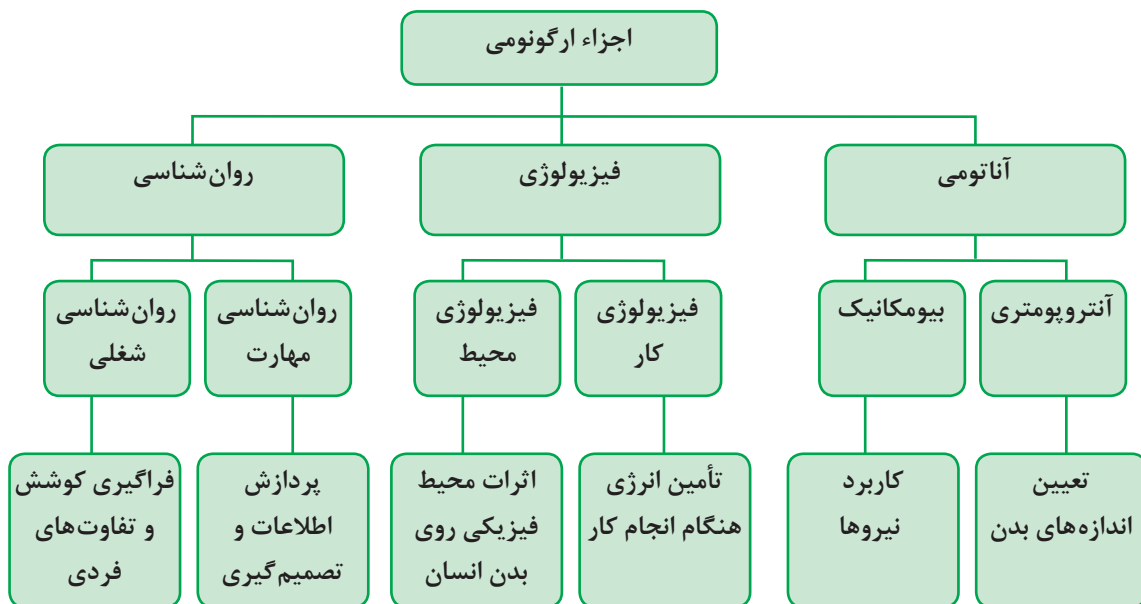 اجزاء ارگونومی
آناتومی
فیزیولوژی
روان‌شناسی
آنتروپومتری
بیومکانیک
فیزیولوژی
کار
فیزیولوژی
محیط
روان‌شناسی
مهارت
روان‌شناسی
شغلی
تعیین
اندازه‌های بدن
کاربرد
نیروها
تأمین انرژی
هنگام انجام کار
اثرات محیط
فیزیکی روی
بدن انسان
پردازش
اطلاعات و
تصمیم‌گیری
فراگیری کوشش
و تفاوت‌های
فردی